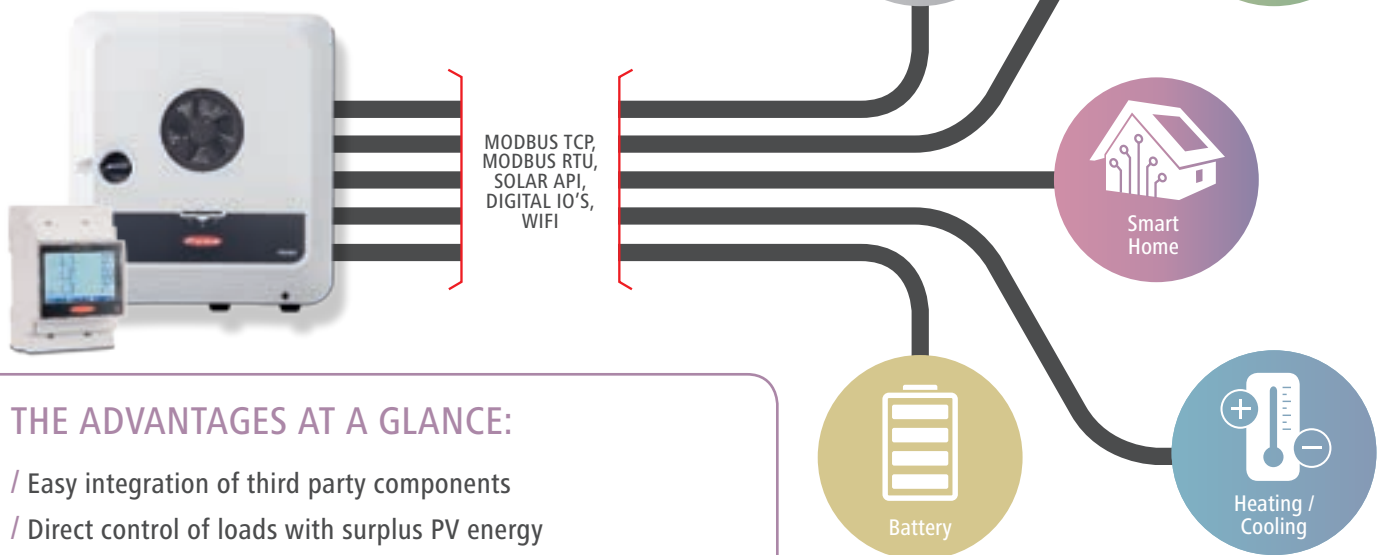 MODBUS TCP,
MODBUS RTU,
SOLAR API,
DIGITAL IO'S,
WIFI
Smart
Home
Battery
Heating /
Cooling
THE ADVANTAGES AT A GLANCE:
/ Easy integration of third party components
/ Direct control of loads with surplus PV energy